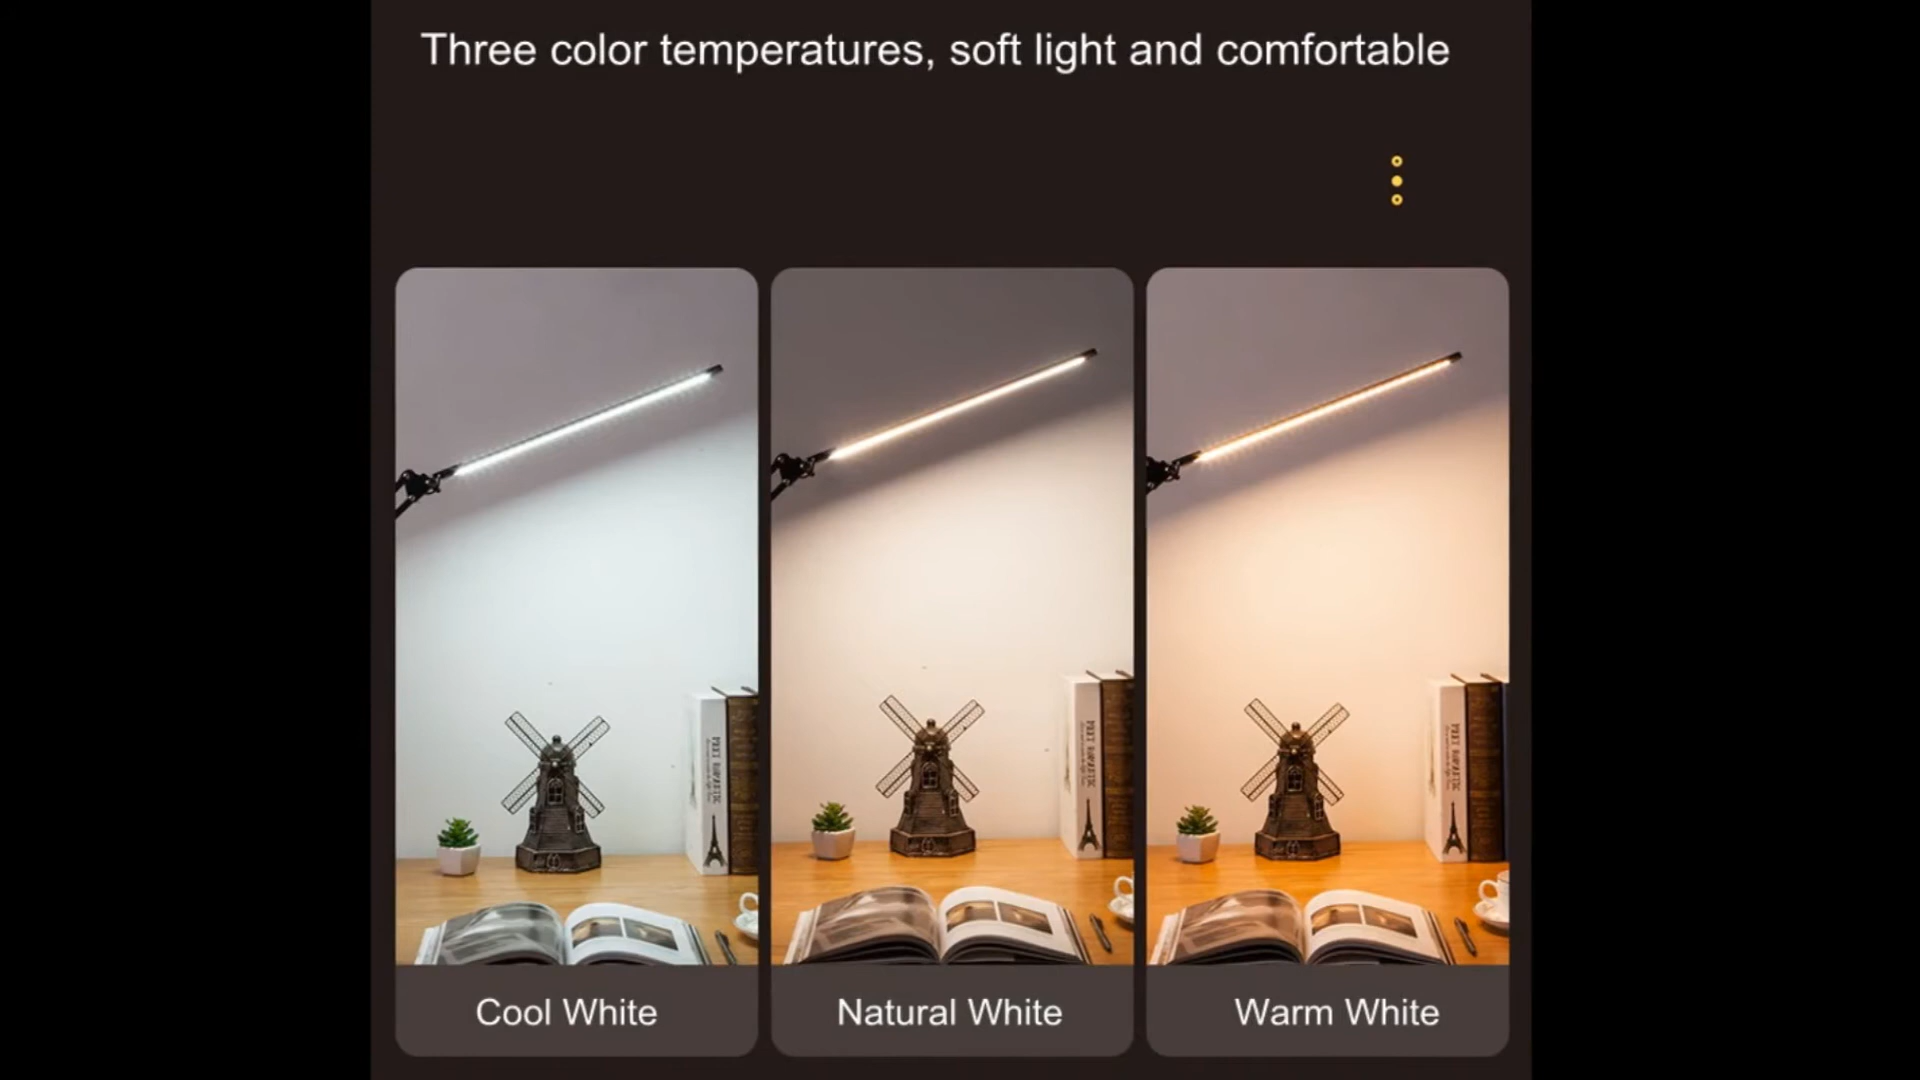 Three color temperatures, soft light and comfortable
Cool White
Natural White
Warm White